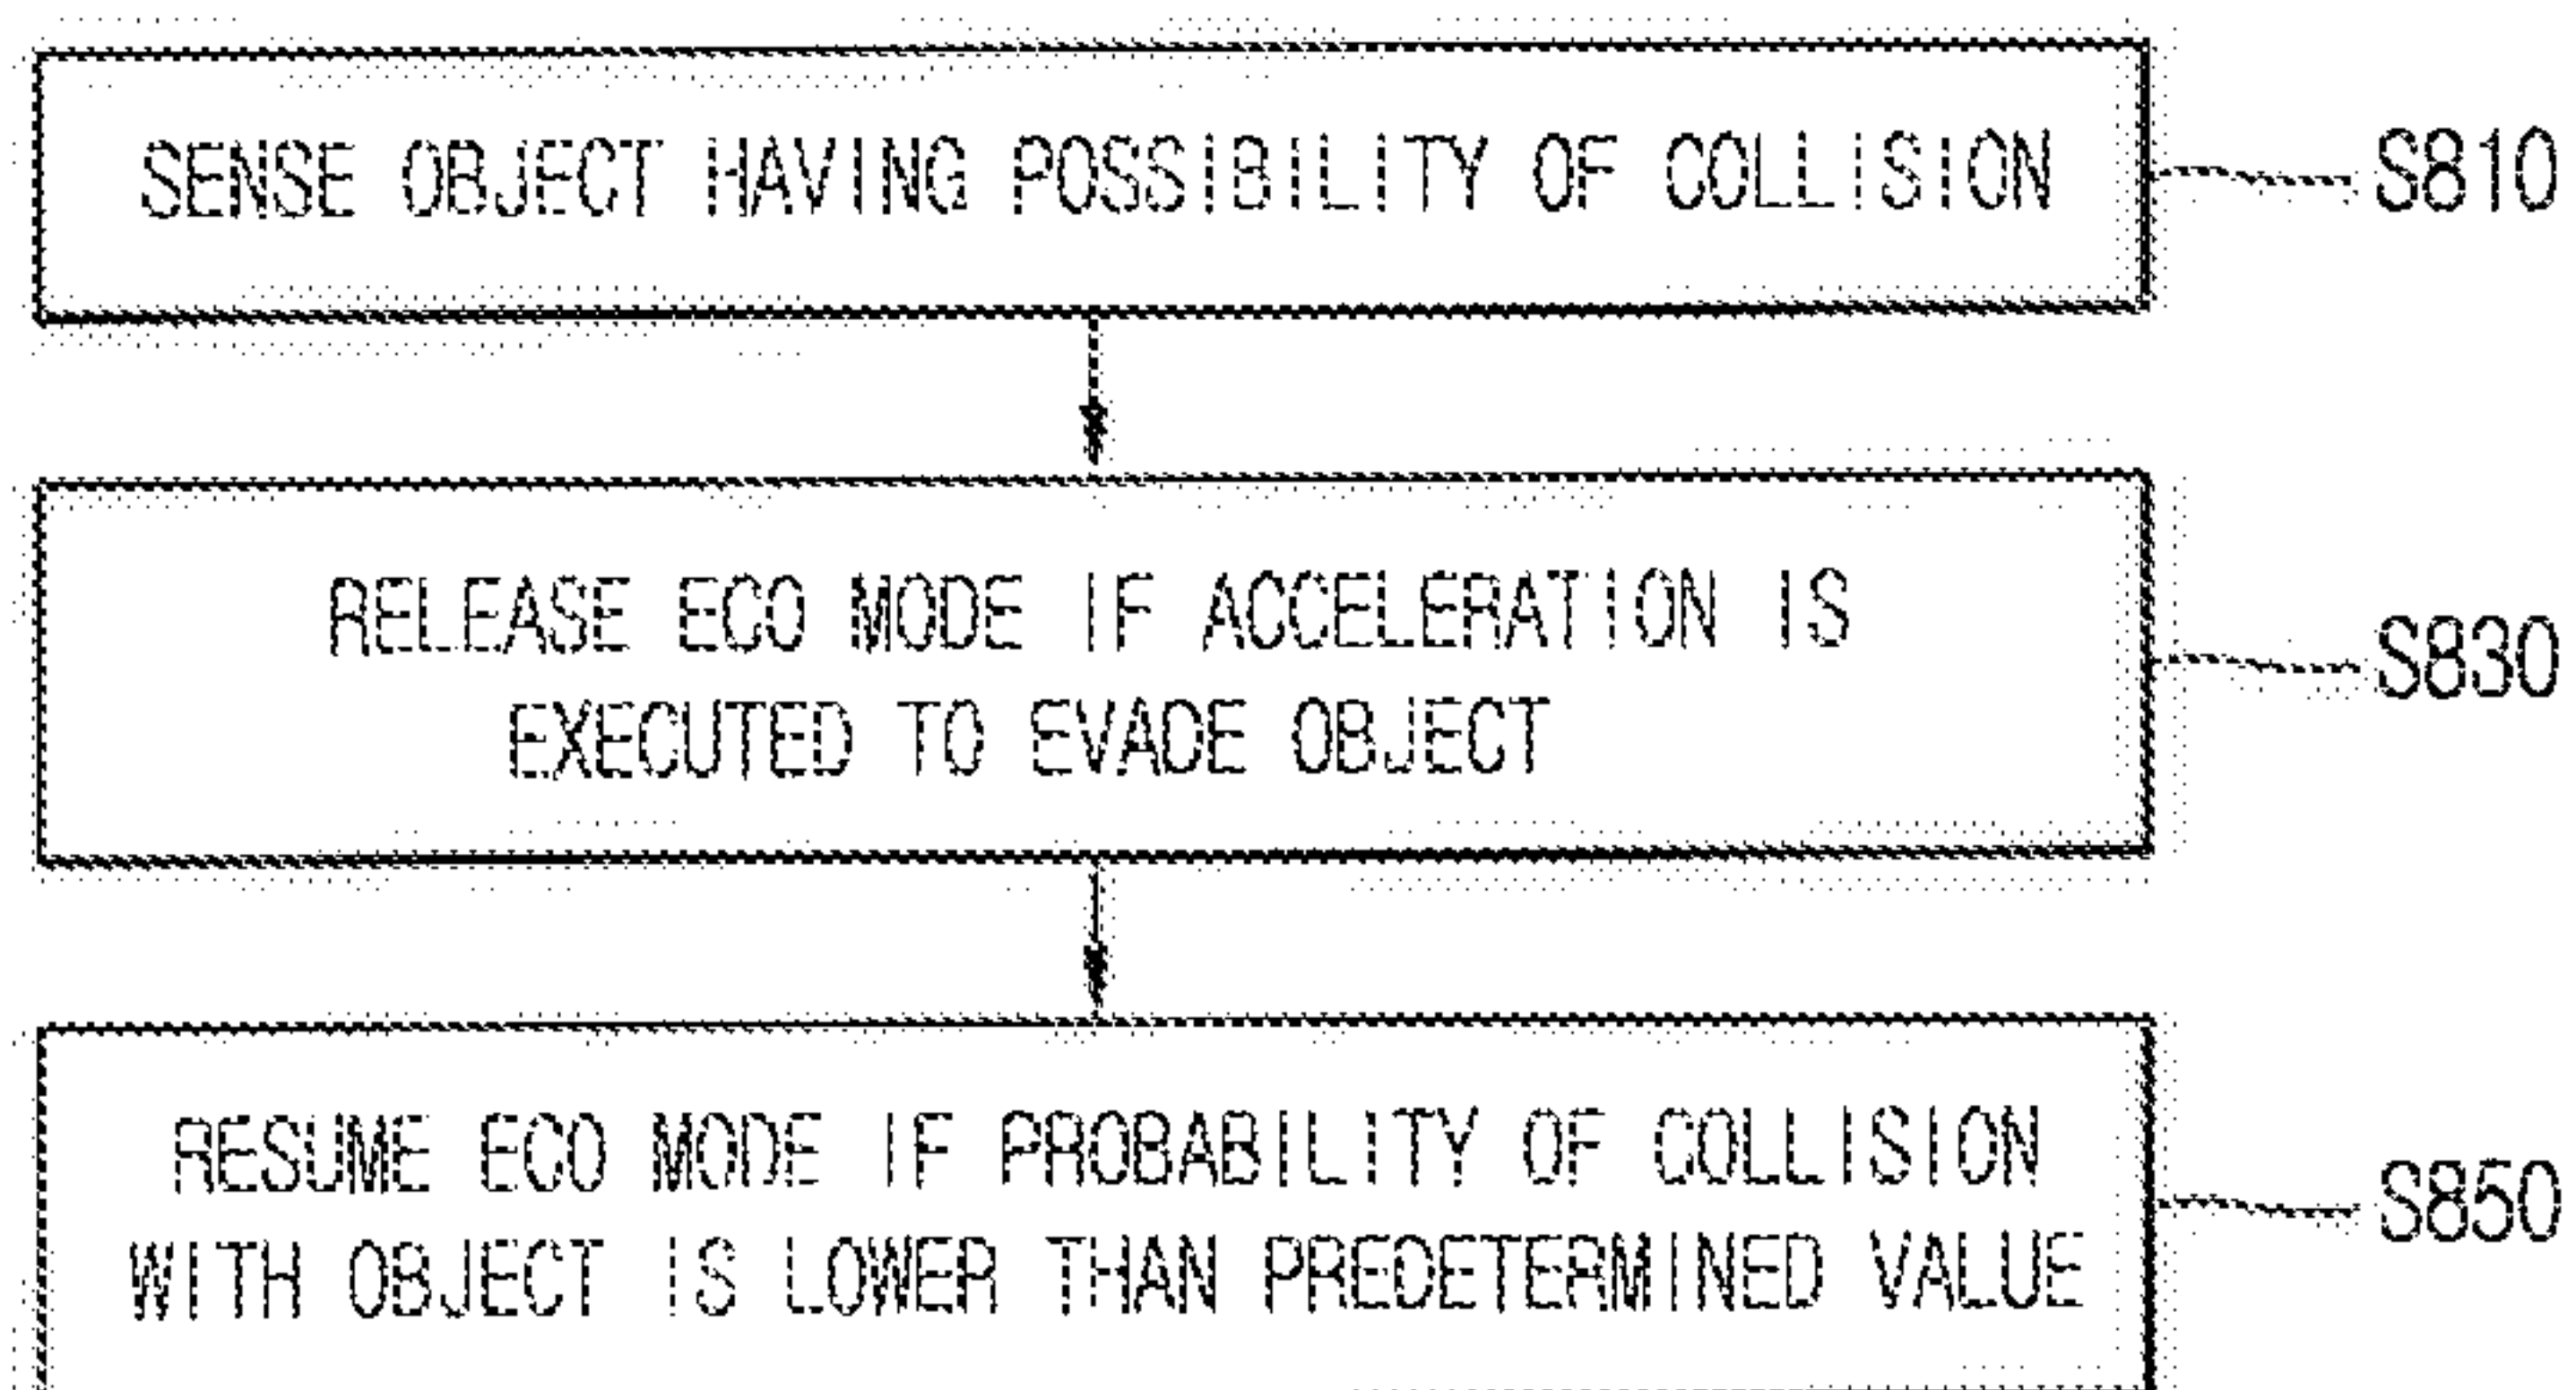 SENSE OBJECT HAVING POSSIBILITY OF COLLISION
S810
RELEASE ECO MODE IF ACCELERATION IS
EXECUTED TO EVADE OBJECT
S830
RESUME ECO MODE IF PROBABILITY OF COLLISION
WITH OBJECT IS LOWER THAN PREDETERMINED VALUE
S850